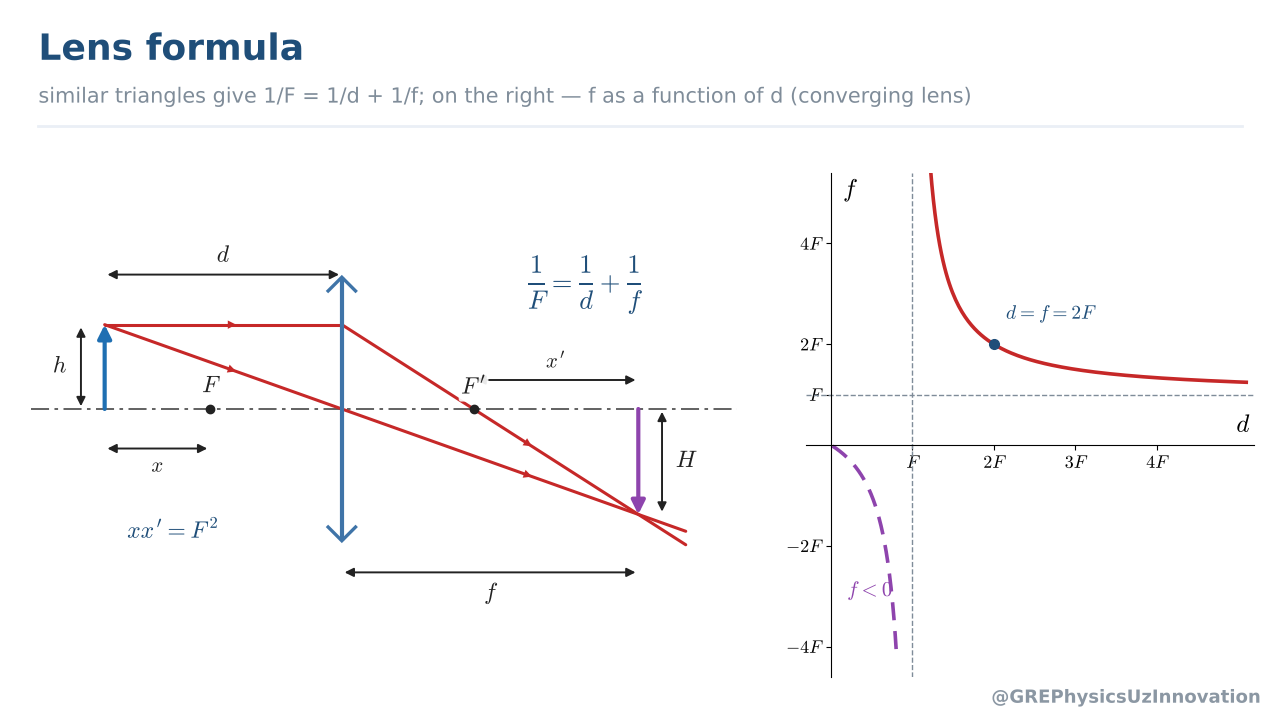 Lens formula
similar triangles give 1/F = 1/d + 1/f; on the right — f as a function of d (converging lens)
d
1/F = 1/d + 1/f
h
F
F′
x′
x
H
xx′ = F²
f
f
4F
d = f = 2F
2F
F
d
F
2F
3F
4F
−2F
f < 0
−4F
@GREPhysicsUzInnovation